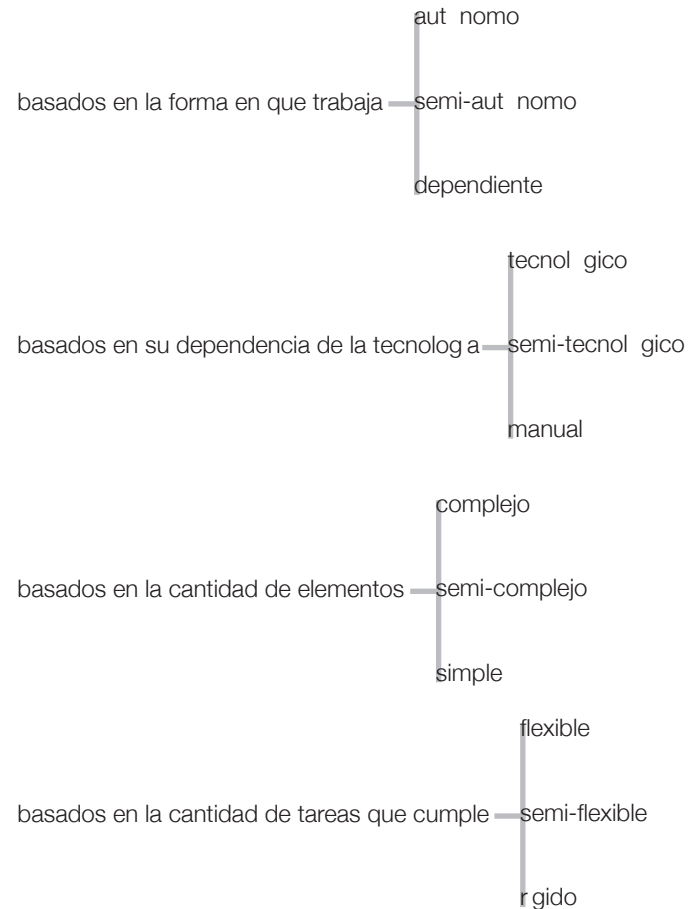 aut nomo
basados en la forma en que trabaja
semi-aut nomo
dependiente
tecnol gico
basados en su dependencia de la tecnolog a
semi-tecnol gico
manual
complejo
basados en la cantidad de elementos
semi-complejo
simple
flexible
basados en la cantidad de tareas que cumple
semi-flexible
r gido